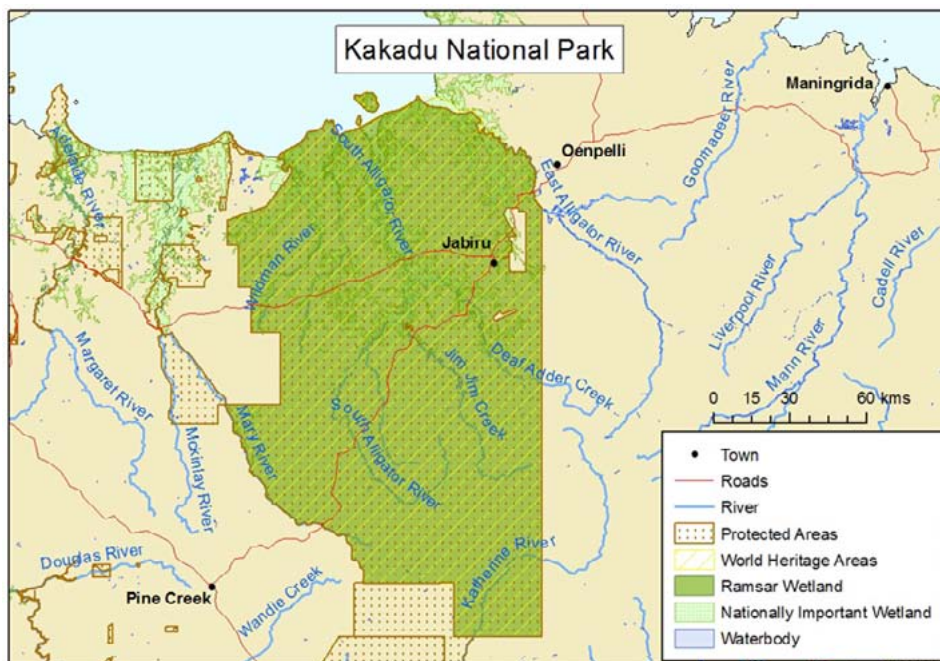 Kakadu National Park
Maningrida
Adelaide River
South Alligator River
Goomadeer River
Oenpelli
East Alligator River
Jabiru
Wildman River
Cadell River
Liverpool River
Margaret River
Deaf Adder Creek
Jim Jim Creek
Mann River
0 15 30 60 kms
South Alligator River
Mary River
Mckinlay River
Town
Roads
River
Protected Areas
World Heritage Areas
Ramsar Wetland
Nationally Important Wetland
Waterbody
Douglas River
Katherine River
Pine Creek
Wandie Creek